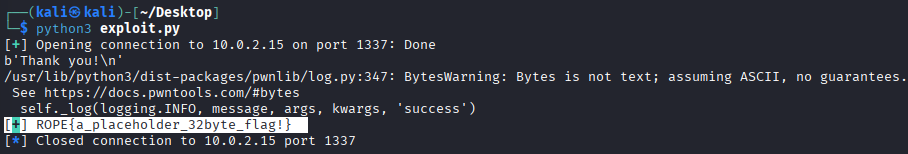 ┌──(kali㉿kali)-[~/Desktop]
└─$ python3 exploit.py
[+] Opening connection to 10.0.2.15 on port 1337: Done
b'Thank you!\n'
/usr/lib/python3/dist-packages/pwnlib/log.py:347: BytesWarning: Bytes is not text; assuming ASCII, no guarantees.
 See https://docs.pwntools.com/#bytes
  self._log(logging.INFO, message, args, kwargs, 'success')
[+] ROPE{a_placeholder_32byte_flag!}
[*] Closed connection to 10.0.2.15 port 1337